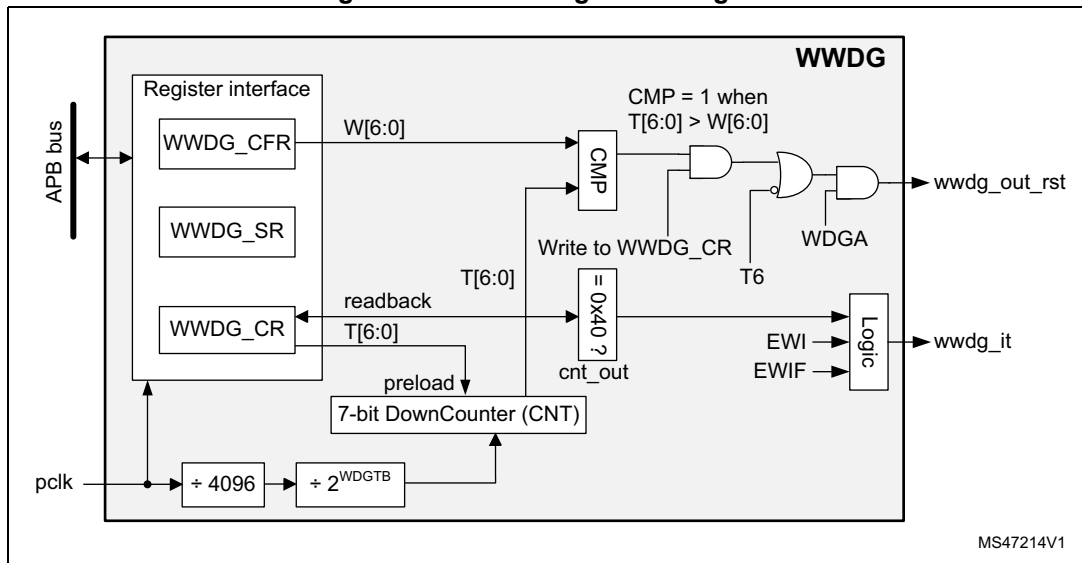 WWDG
Register interface
CMP = 1 when
T[6:0] > W[6:0]
APB bus
WWDG_CFR
W[6:0]
CMP
wwdg_out_rst
WWDG_SR
Write to WWDG_CR
WDGA
T6
T[6:0]
readback
WWDG_CR
T[6:0]
= 0x40 ?
cnt_out
EWI
EWIF
Logic
wwdg_it
preload
7-bit DownCounter (CNT)
pclk
÷ 4096
÷ 2WDGTB
MS47214V1